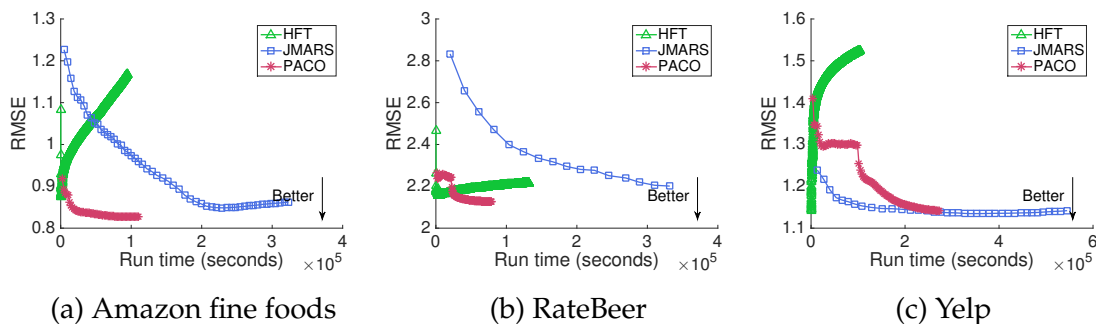 1.3
1.2
1.1
1
0.9
0.8
RMSE
0 1 2 3 4
Run time (seconds) ×10^5
HFT
JMARS
PACO
Better
(a) Amazon fine foods
3
2.8
2.6
2.4
2.2
2
RMSE
0 1 2 3 4
Run time (seconds) ×10^5
HFT
JMARS
PACO
Better
(b) RateBeer
1.6
1.5
1.4
1.3
1.2
1.1
RMSE
0 2 4 6
Run time (seconds) ×10^5
HFT
JMARS
PACO
Better
(c) Yelp